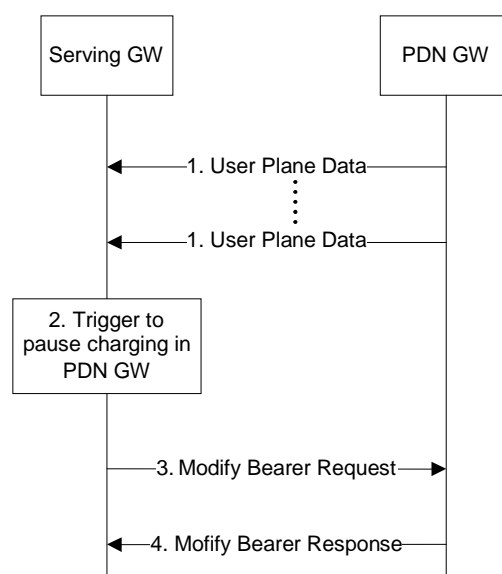 Serving GW
PDN GW
1. User Plane Data
1. User Plane Data
2. Trigger to
pause charging in
PDN GW
3. Modify Bearer Request
4. Mofify Bearer Response